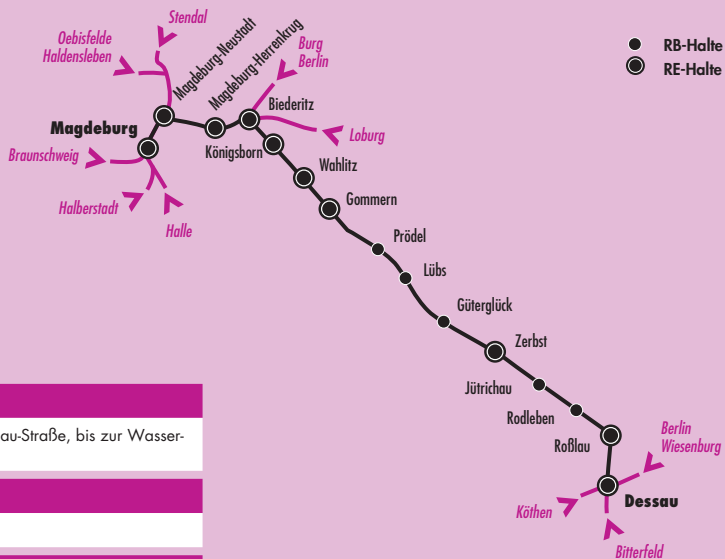 Stendal
Oebisfelde
Haldensleben
Magdeburg-Neustadt
Magdeburg-Herrenkrug
Burg
Berlin
RB-Halte
RE-Halte
Biederitz
Magdeburg
Loburg
Braunschweig
Königsborn
Wahlitz
Halberstadt
Gommern
Halle
Prödel
Lübs
Güterglück
Zerbst
Jütrichau
Rodleben
au-Straße, bis zur Wasser-
Roßlau
Berlin
Wiesenburg
Dessau
Köthen
Bitterfeld